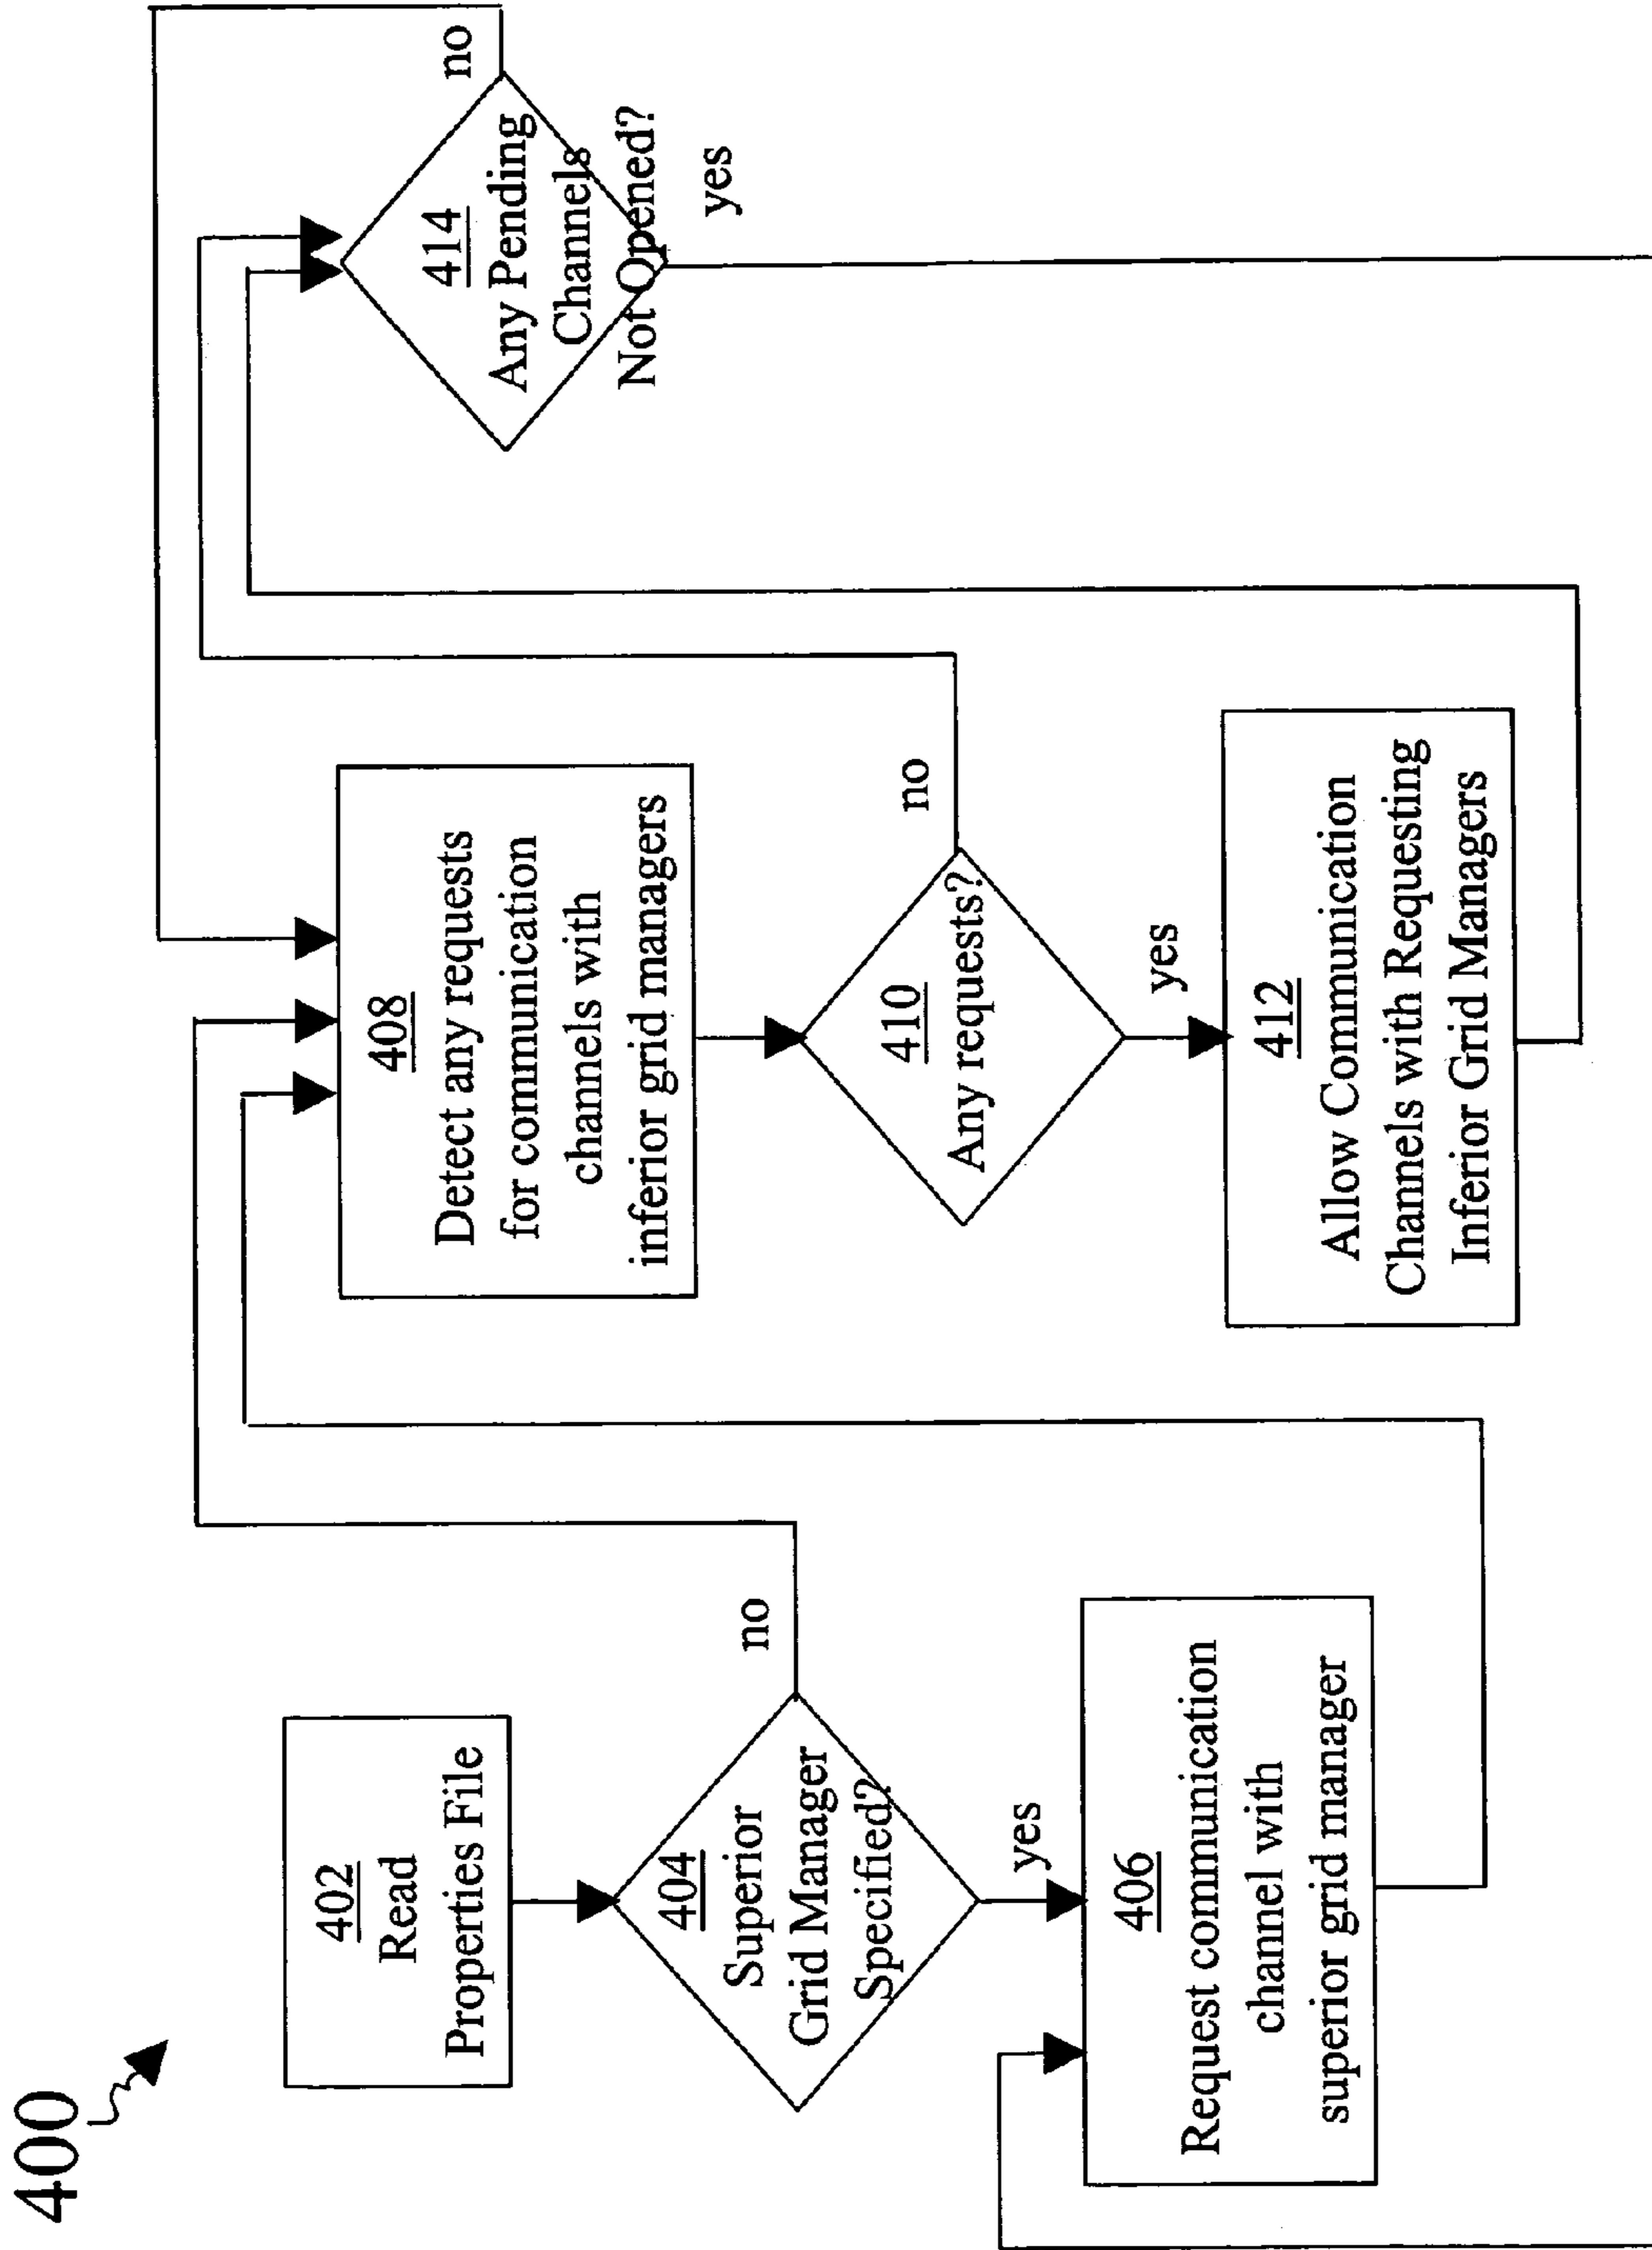 400
402
Read
Properties File
404
Superior
Grid Manager
Specified?
no
yes
406
Request communication
channel with
superior grid manager
408
Detect any requests
for communication
channels with
inferior grid managers
410
Any requests?
no
yes
412
Allow Communication
Channels with Requesting
Inferior Grid Managers
414
Any Pending
Channels
Not Opened?
no
yes